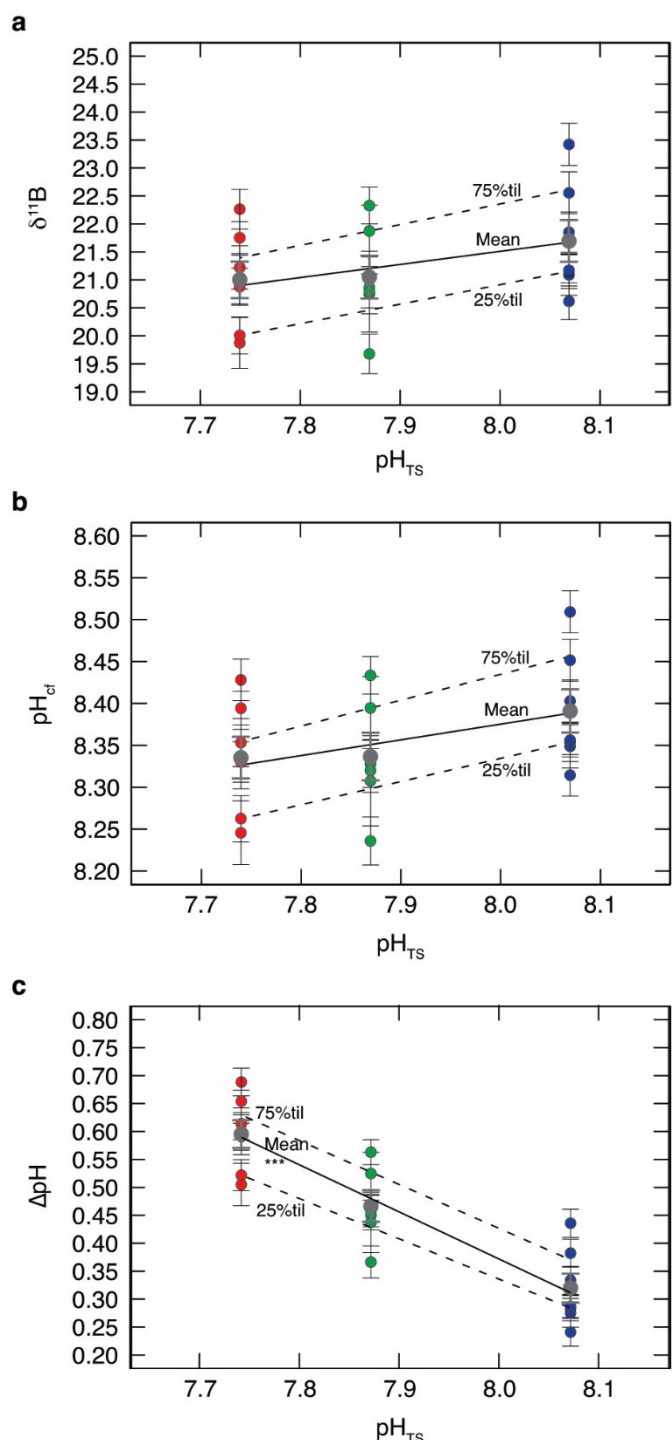 a
25.0
24.5
24.0
23.5
23.0
22.5
22.0
21.5
21.0
20.5
20.0
19.5
19.0
δ¹¹B
75%til
Mean
25%til
7.7 7.8 7.9 8.0 8.1
pH_TS
b
8.60
8.55
8.50
8.45
8.40
8.35
8.30
8.25
8.20
pH_cf
75%til
Mean
25%til
7.7 7.8 7.9 8.0 8.1
pH_TS
c
0.80
0.75
0.70
0.65
0.60
0.55
0.50
0.45
0.40
0.35
0.30
0.25
0.20
ΔpH
75%til
Mean
***
25%til
7.7 7.8 7.9 8.0 8.1
pH_TS